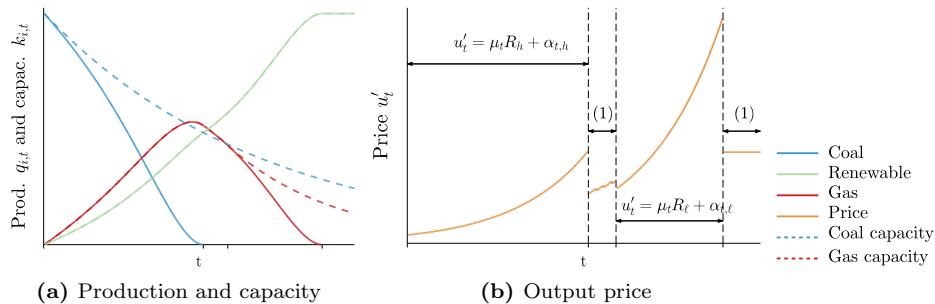 Prod. q_{i,t} and capac. k_{i,t}
t
(a) Production and capacity
Price u'_t
u'_t = μ_t R_h + α_{t,h}
(1)
(1)
u'_t = μ_t R_ℓ + α_{t,ℓ}
t
(b) Output price
Coal
Renewable
Gas
Price
Coal capacity
Gas capacity